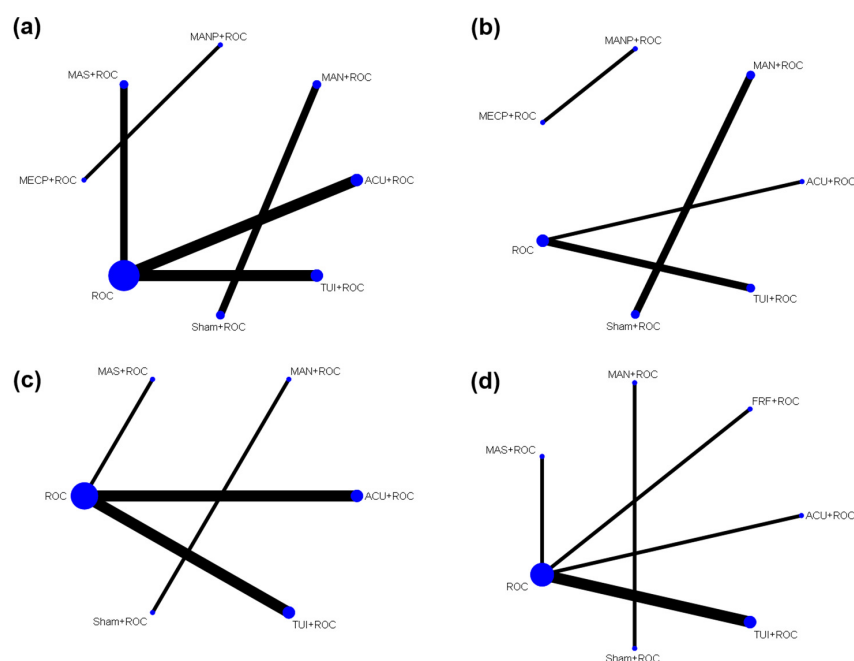 (a)
MANP+ROC
MAS+ROC
MAN+ROC
MECP+ROC
ACU+ROC
ROC
TUI+ROC
Sham+ROC
(b)
MANP+ROC
MAN+ROC
MECP+ROC
ACU+ROC
ROC
TUI+ROC
Sham+ROC
(c)
MAS+ROC
MAN+ROC
ROC
ACU+ROC
Sham+ROC
TUI+ROC
(d)
MAN+ROC
FRF+ROC
MAS+ROC
ACU+ROC
ROC
TUI+ROC
Sham+ROC